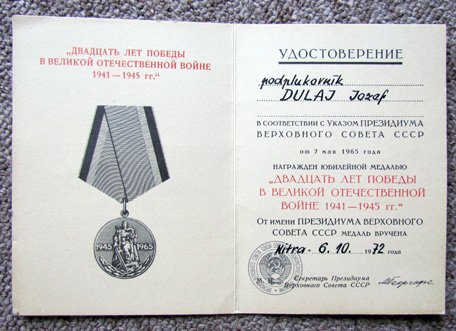 „ДВАДЦАТЬ ЛЕТ ПОБЕДЫ
В ВЕЛИКОЙ ОТЕЧЕСТВЕННОЙ ВОЙНЕ
1941—1945 гг.“
1945 1965
УДОСТОВЕРЕНИЕ
podplukovník
DULAJ Jozef
В СООТВЕТСТВИИ С УКАЗОМ ПРЕЗИДИУМА
ВЕРХОВНОГО СОВЕТА СССР
от 7 мая 1965 года
НАГРАЖДЕН ЮБИЛЕЙНОЙ МЕДАЛЬЮ
„ДВАДЦАТЬ ЛЕТ ПОБЕДЫ
В ВЕЛИКОЙ ОТЕЧЕСТВЕННОЙ
ВОЙНЕ 1941—1945 гг.“
От имени ПРЕЗИДИУМА ВЕРХОВНОГО
СОВЕТА СССР МЕДАЛЬ ВРУЧЕНА
Nitra- 6. 10. 1972 года
Секретарь Президиума
Верховного Совета СССР